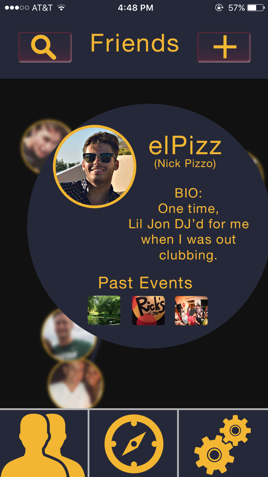 AT&T 4:48 PM 57%
Friends
elPizz
(Nick Pizzo)
BIO:
One time,
Lil Jon DJ'd for me
when I was out
clubbing.
Past Events
Rick's